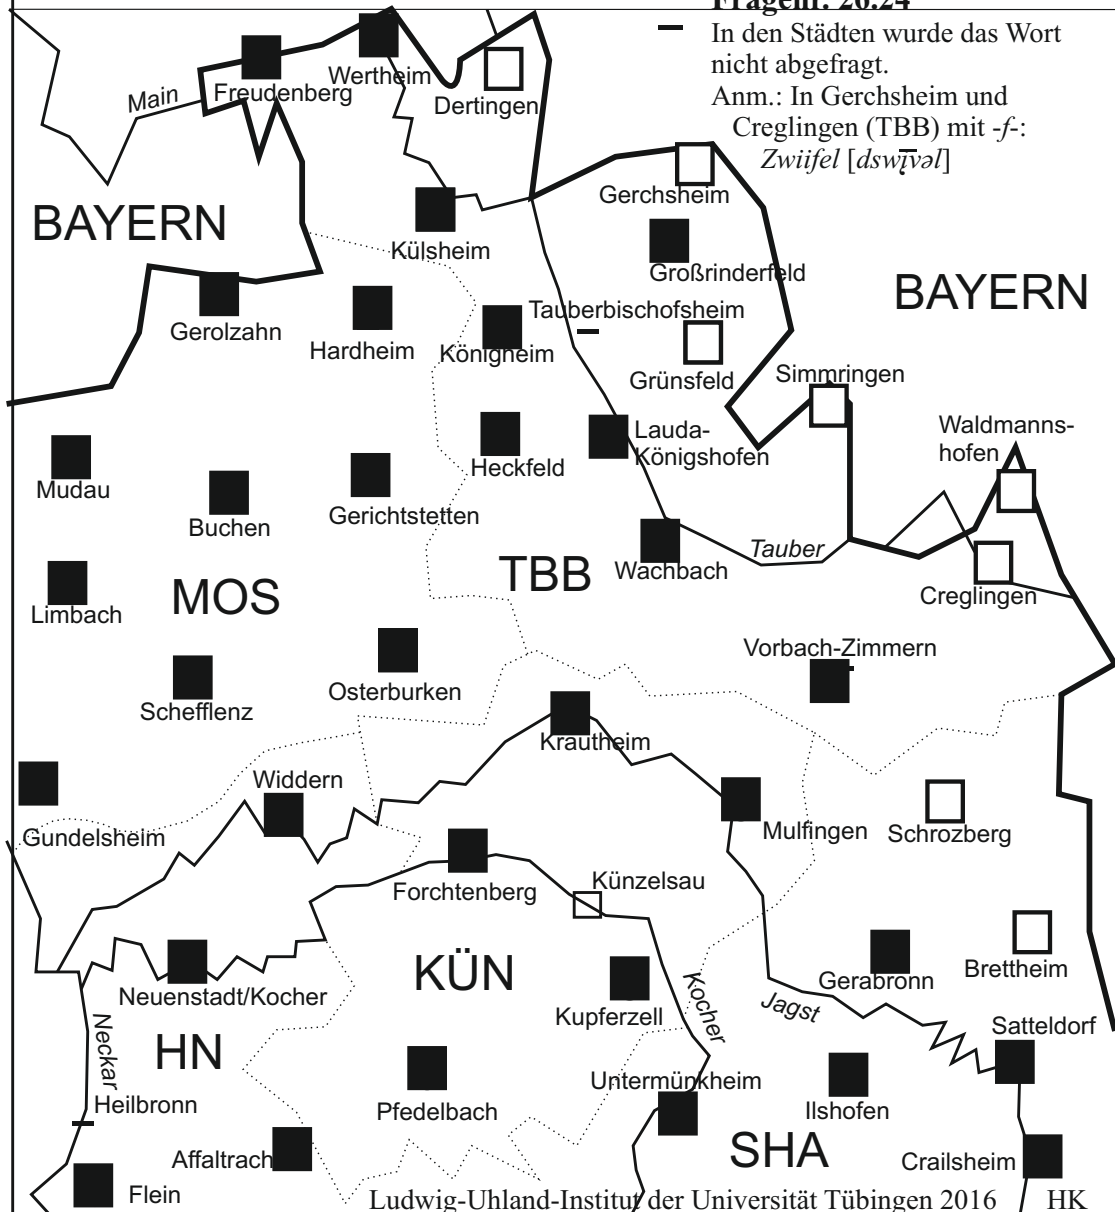 Fragenr. 26.24
In den Städten wurde das Wort
nicht abgefragt.
Anm.: In Gerchsheim und
Creglingen (TBB) mit -f-:
Zwiifel
Main
Freudenberg
Wertheim
Dertingen
BAYERN
Külsheim
Gerchsheim
Großrinderfeld
BAYERN
Gerolzahn
Hardheim
Königheim
Tauberbischofsheim
Grünsfeld
Simmringen
Waldmanns-
hofen
Mudau
Buchen
Gerichtstetten
Heckfeld
Lauda-
Königshofen
Limbach
MOS
TBB
Wachbach
Tauber
Creglingen
Schefflenz
Osterburken
Vorbach-Zimmern
Krautheim
Gundelsheim
Widdern
Mulfingen
Schrozberg
Forchtenberg
Künzelsau
Neuenstadt/Kocher
KÜN
Kupferzell
Kocher
Jagst
Gerabronn
Brettheim
Neckar
HN
Satteldorf
Heilbronn
Pfedelbach
Untermünkheim
Ilshofen
Affaltrach
SHA
Crailsheim
Flein
Ludwig-Uhland-Institut der Universität Tübingen 2016 HK